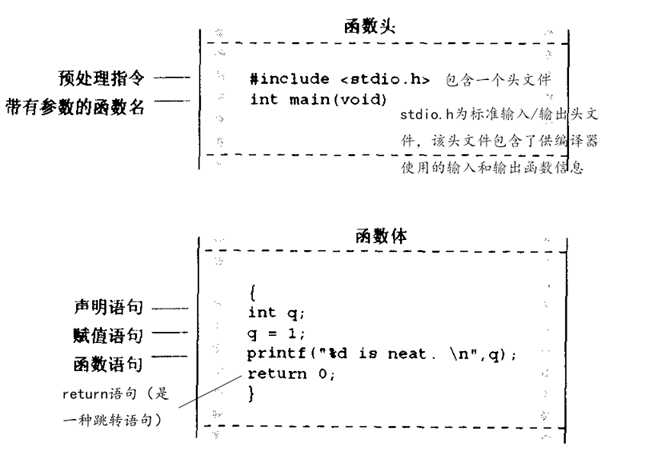 函数头
预处理指令 #include <stdio.h> 包含一个头文件
带有参数的函数名 int main(void)
stdio.h为标准输入/输出头文
件，该头文件包含了供编译器
使用的输入和输出函数信息
函数体
{
声明语句 int q;
赋值语句 q = 1;
函数语句 printf("%d is neat. \n",q);
return 0;
return语句（是
}
一种跳转语句）